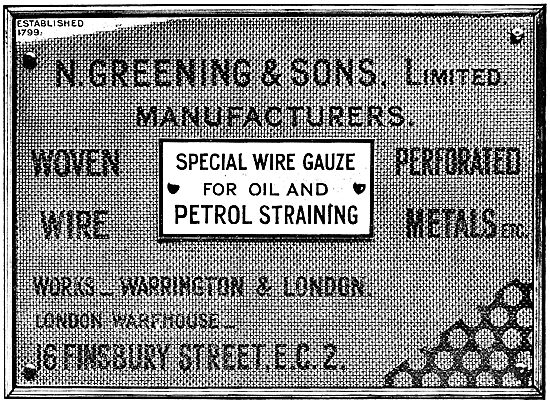 ESTABLISHED
1799.
N. GREENING & SONS, LIMITED.
MANUFACTURERS.
WOVEN
WIRE
SPECIAL WIRE GAUZE
FOR OIL AND
PETROL STRAINING
PERFORATED
METALS ETC.
WORKS – WARRINGTON & LONDON.
LONDON WAREHOUSE –
16 FINSBURY STREET, E.C. 2.